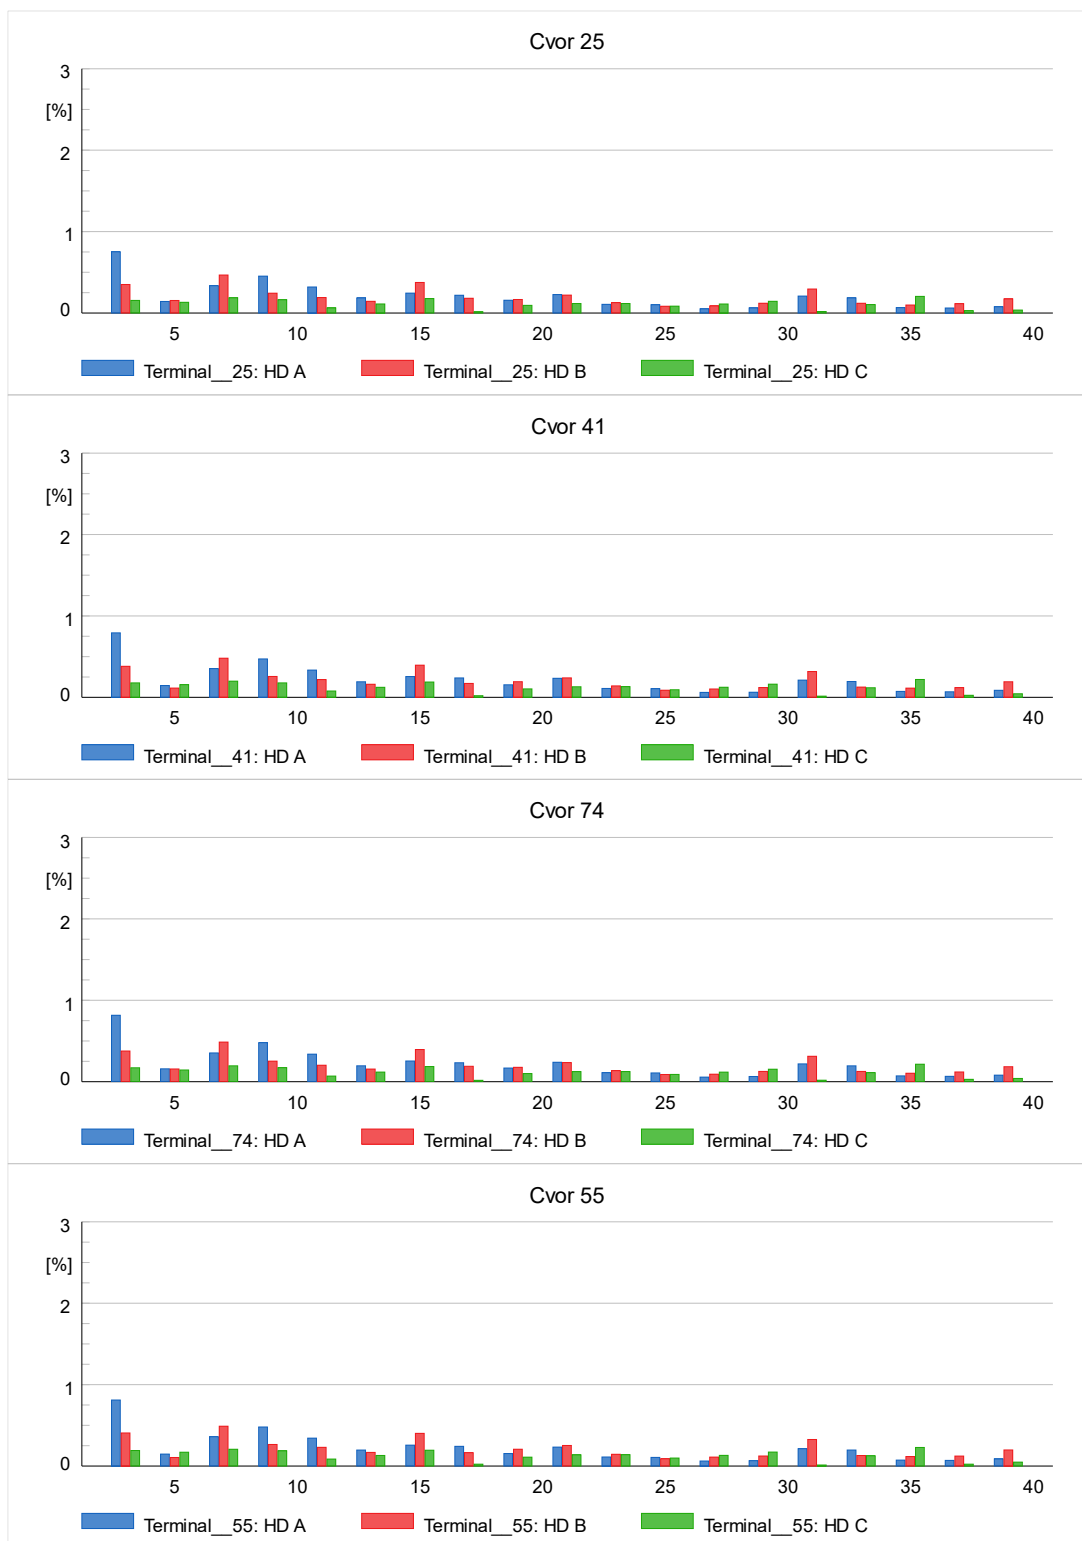 Cvor 25
3
[%]
2
1
0
5 10 15 20 25 30 35 40
Terminal__25: HD A Terminal__25: HD B Terminal__25: HD C
Cvor 41
3
[%]
2
1
0
5 10 15 20 25 30 35 40
Terminal__41: HD A Terminal__41: HD B Terminal__41: HD C
Cvor 74
3
[%]
2
1
0
5 10 15 20 25 30 35 40
Terminal__74: HD A Terminal__74: HD B Terminal__74: HD C
Cvor 55
3
[%]
2
1
0
5 10 15 20 25 30 35 40
Terminal__55: HD A Terminal__55: HD B Terminal__55: HD C